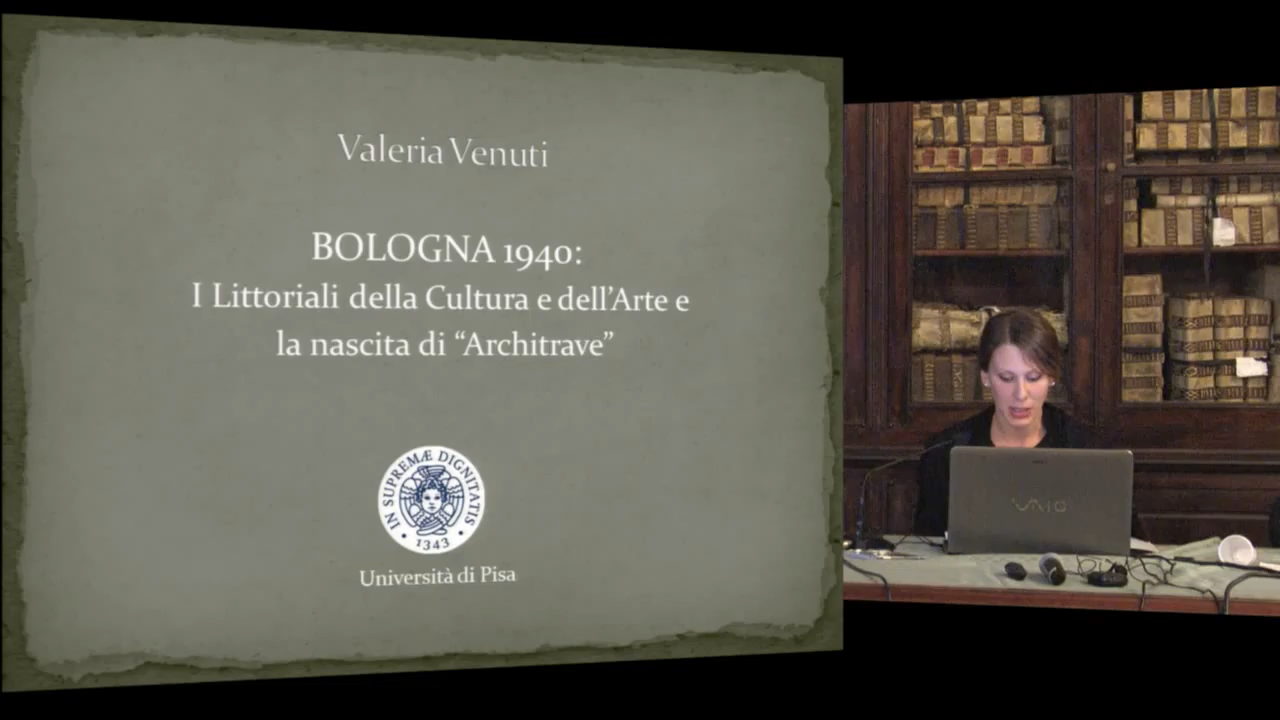 Valeria Venuti
BOLOGNA 1940:
I Littoriali della Cultura e dell’Arte e
la nascita di “Architrave”
IN SUPREMÆ DIGNITATIS
• 1343 •
Università di Pisa
VAIO